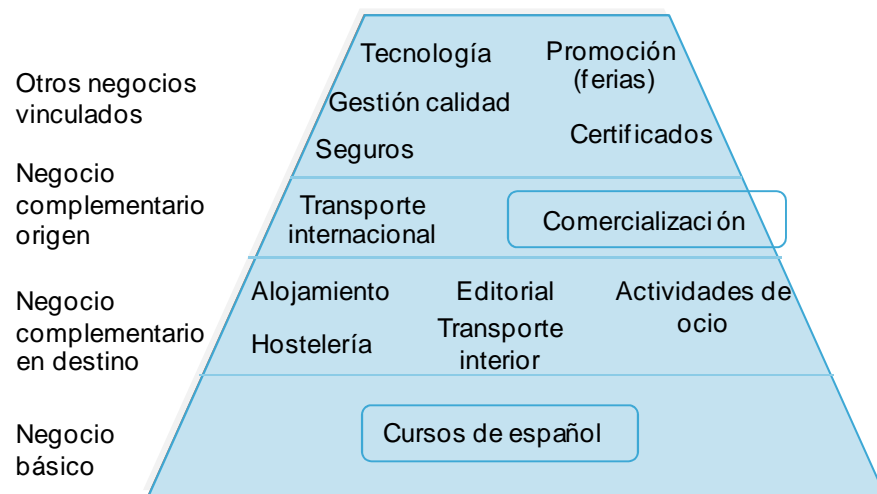 Otros negocios
vinculados
Tecnología
Promoción
(ferias)
Gestión calidad
Certificados
Seguros
Negocio
complementario
origen
Transporte
internacional
Comercialización
Negocio
complementario
en destino
Alojamiento
Editorial
Actividades de
ocio
Hostelería
Transporte
interior
Negocio
básico
Cursos de español